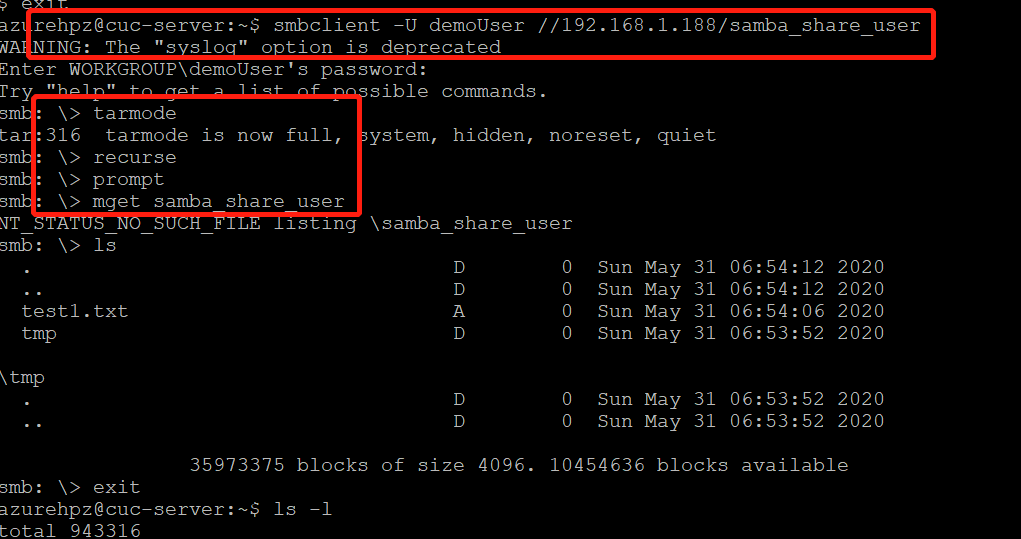 $ exit
azurehpz@cuc-server:~$ smbclient -U demoUser //192.168.1.188/samba_share_user
WARNING: The "syslog" option is deprecated
Enter WORKGROUP\demoUser's password:
Try "help" to get a list of possible commands.
smb: \> tarmode
tar:316  tarmode is now full, system, hidden, noreset, quiet
smb: \> recurse
smb: \> prompt
smb: \> mget samba_share_user
NT_STATUS_NO_SUCH_FILE listing \samba_share_user
smb: \> ls
  .                                   D        0  Sun May 31 06:54:12 2020
  ..                                  D        0  Sun May 31 06:54:12 2020
  test1.txt                           A        0  Sun May 31 06:54:06 2020
  tmp                                 D        0  Sun May 31 06:53:52 2020
\tmp
  .                                   D        0  Sun May 31 06:53:52 2020
  ..                                  D        0  Sun May 31 06:53:52 2020
                35973375 blocks of size 4096. 10454636 blocks available
smb: \> exit
azurehpz@cuc-server:~$ ls -l
total 943316